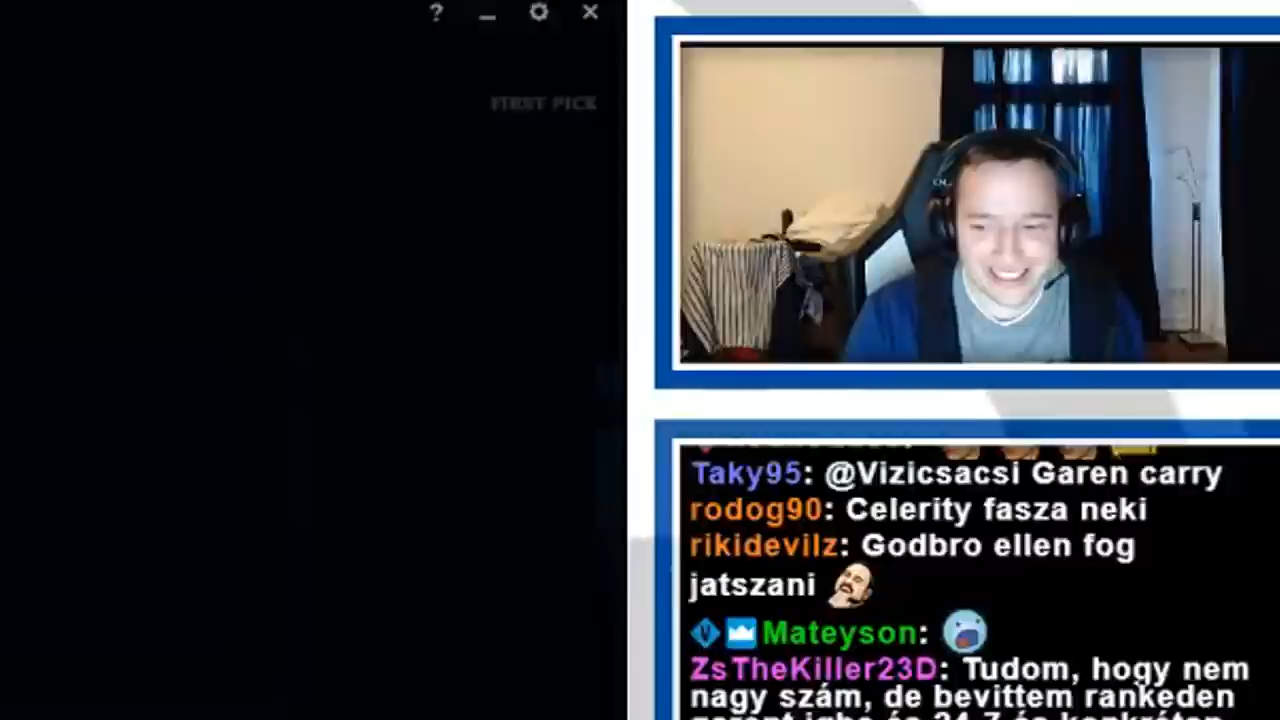 FIRST PICK
Taky95: @Vizicsacsi Garen carry
rodog90: Celerity fasza neki
rikidevilz: Godbro ellen fog
jatszani
Mateyson:
ZsTheKiller23D: Tudom, hogy nem
nagy szám, de bevittem rankeden